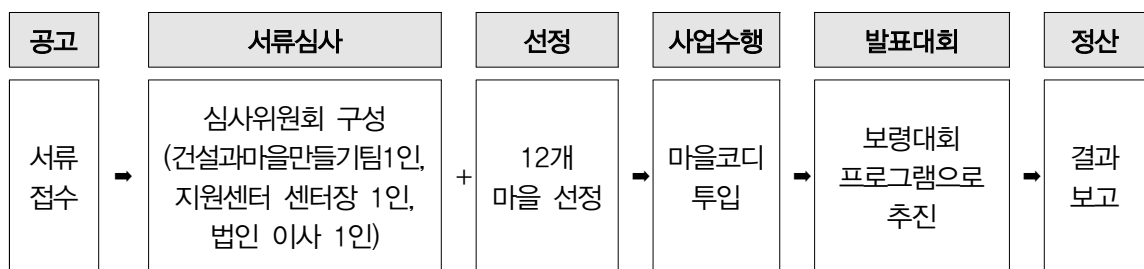 공고
서류심사
선정
사업수행
발표대회
정산
서류
접수
➡
심사위원회 구성
(건설과마을만들기팀1인,
지원센터 센터장 1인,
법인 이사 1인)
+
12개
마을 선정
➡
마을코디
투입
➡
보령대회
프로그램으로
추진
➡
결과
보고